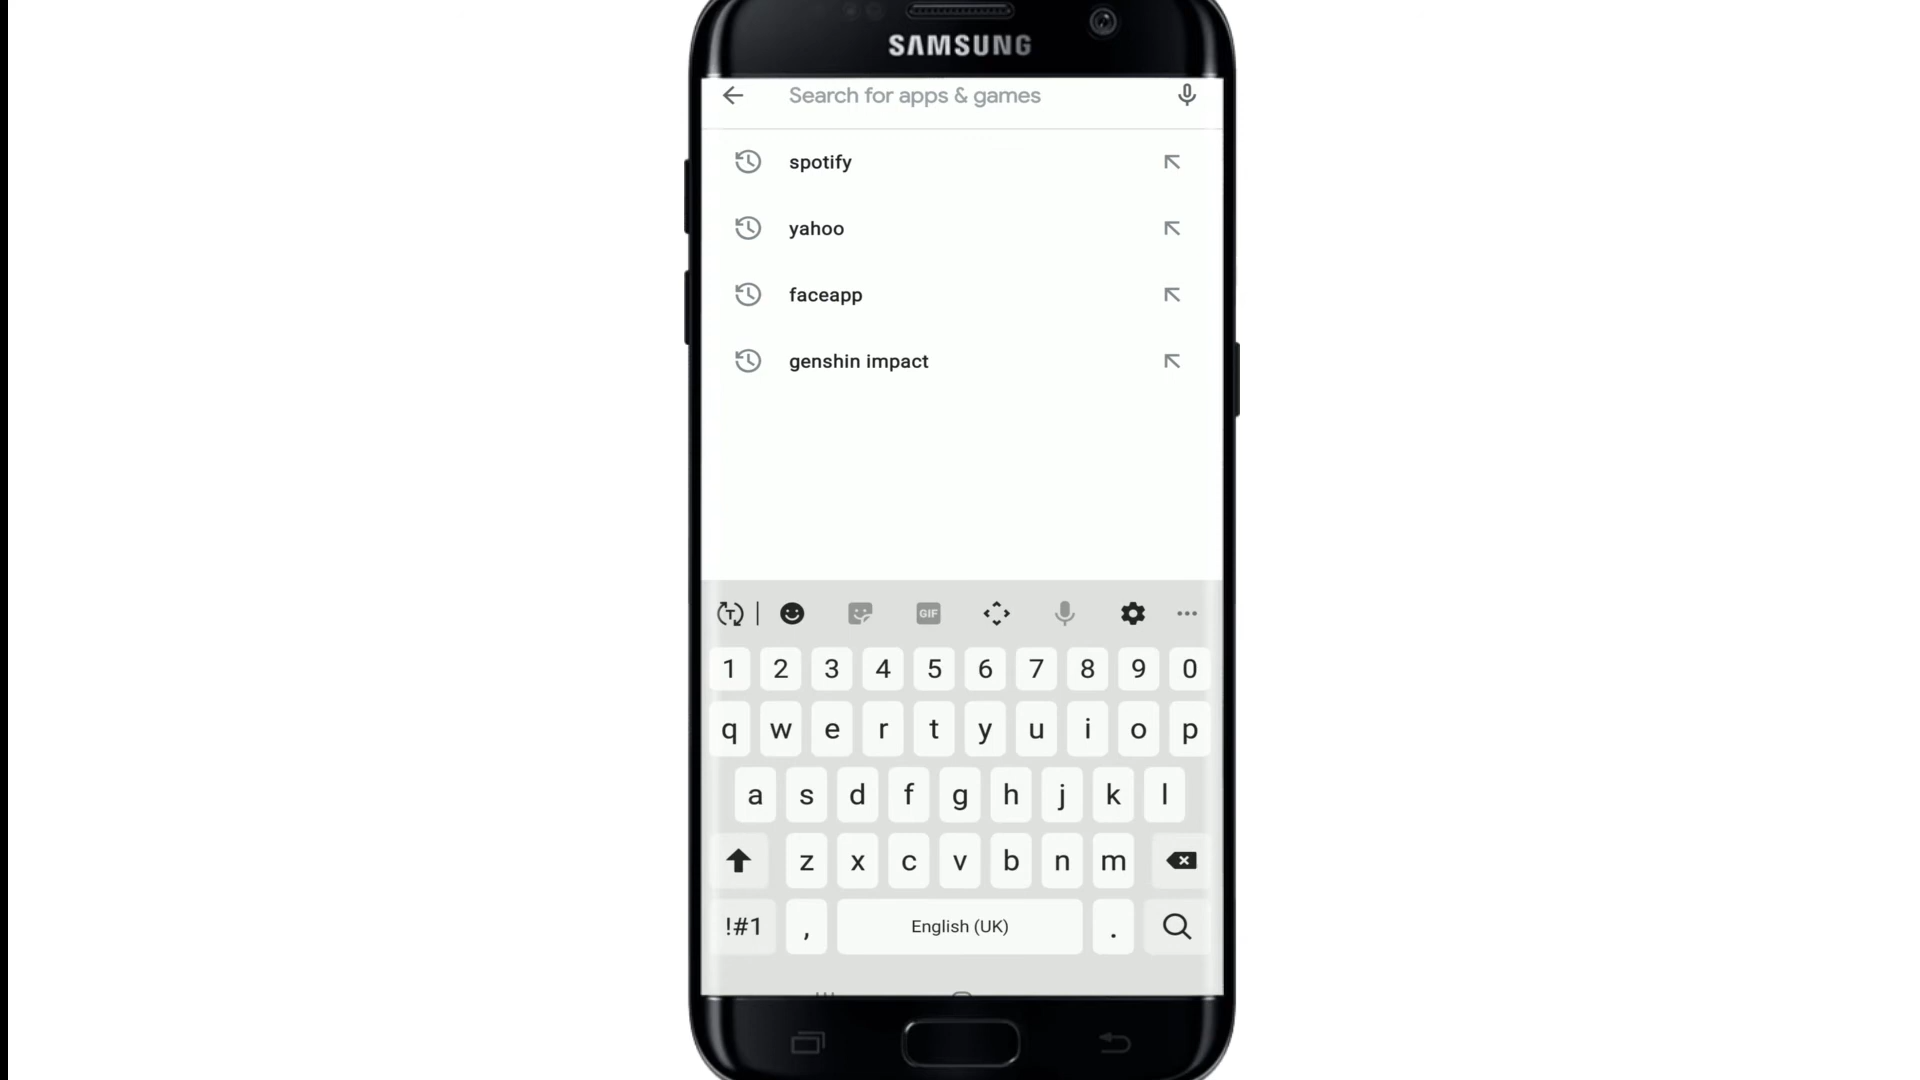 SAMSUNG
Search for apps & games
spotify
yahoo
faceapp
genshin impact
T GIF
1 2 3 4 5 6 7 8 9 0
q w e r t y u i o p
a s d f g h j k l
z x c v b n m
!#1 , English (UK) .